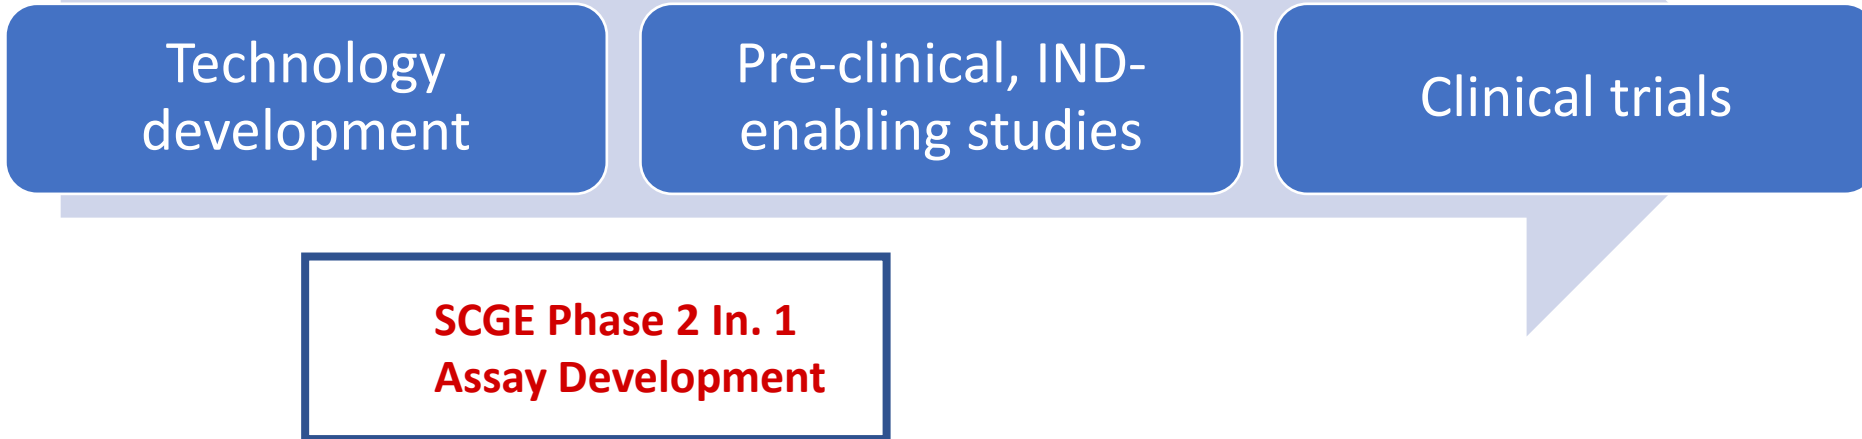 Technology
development
Pre-clinical, IND-
enabling studies
Clinical trials
SCGE Phase 2 In. 1
Assay Development